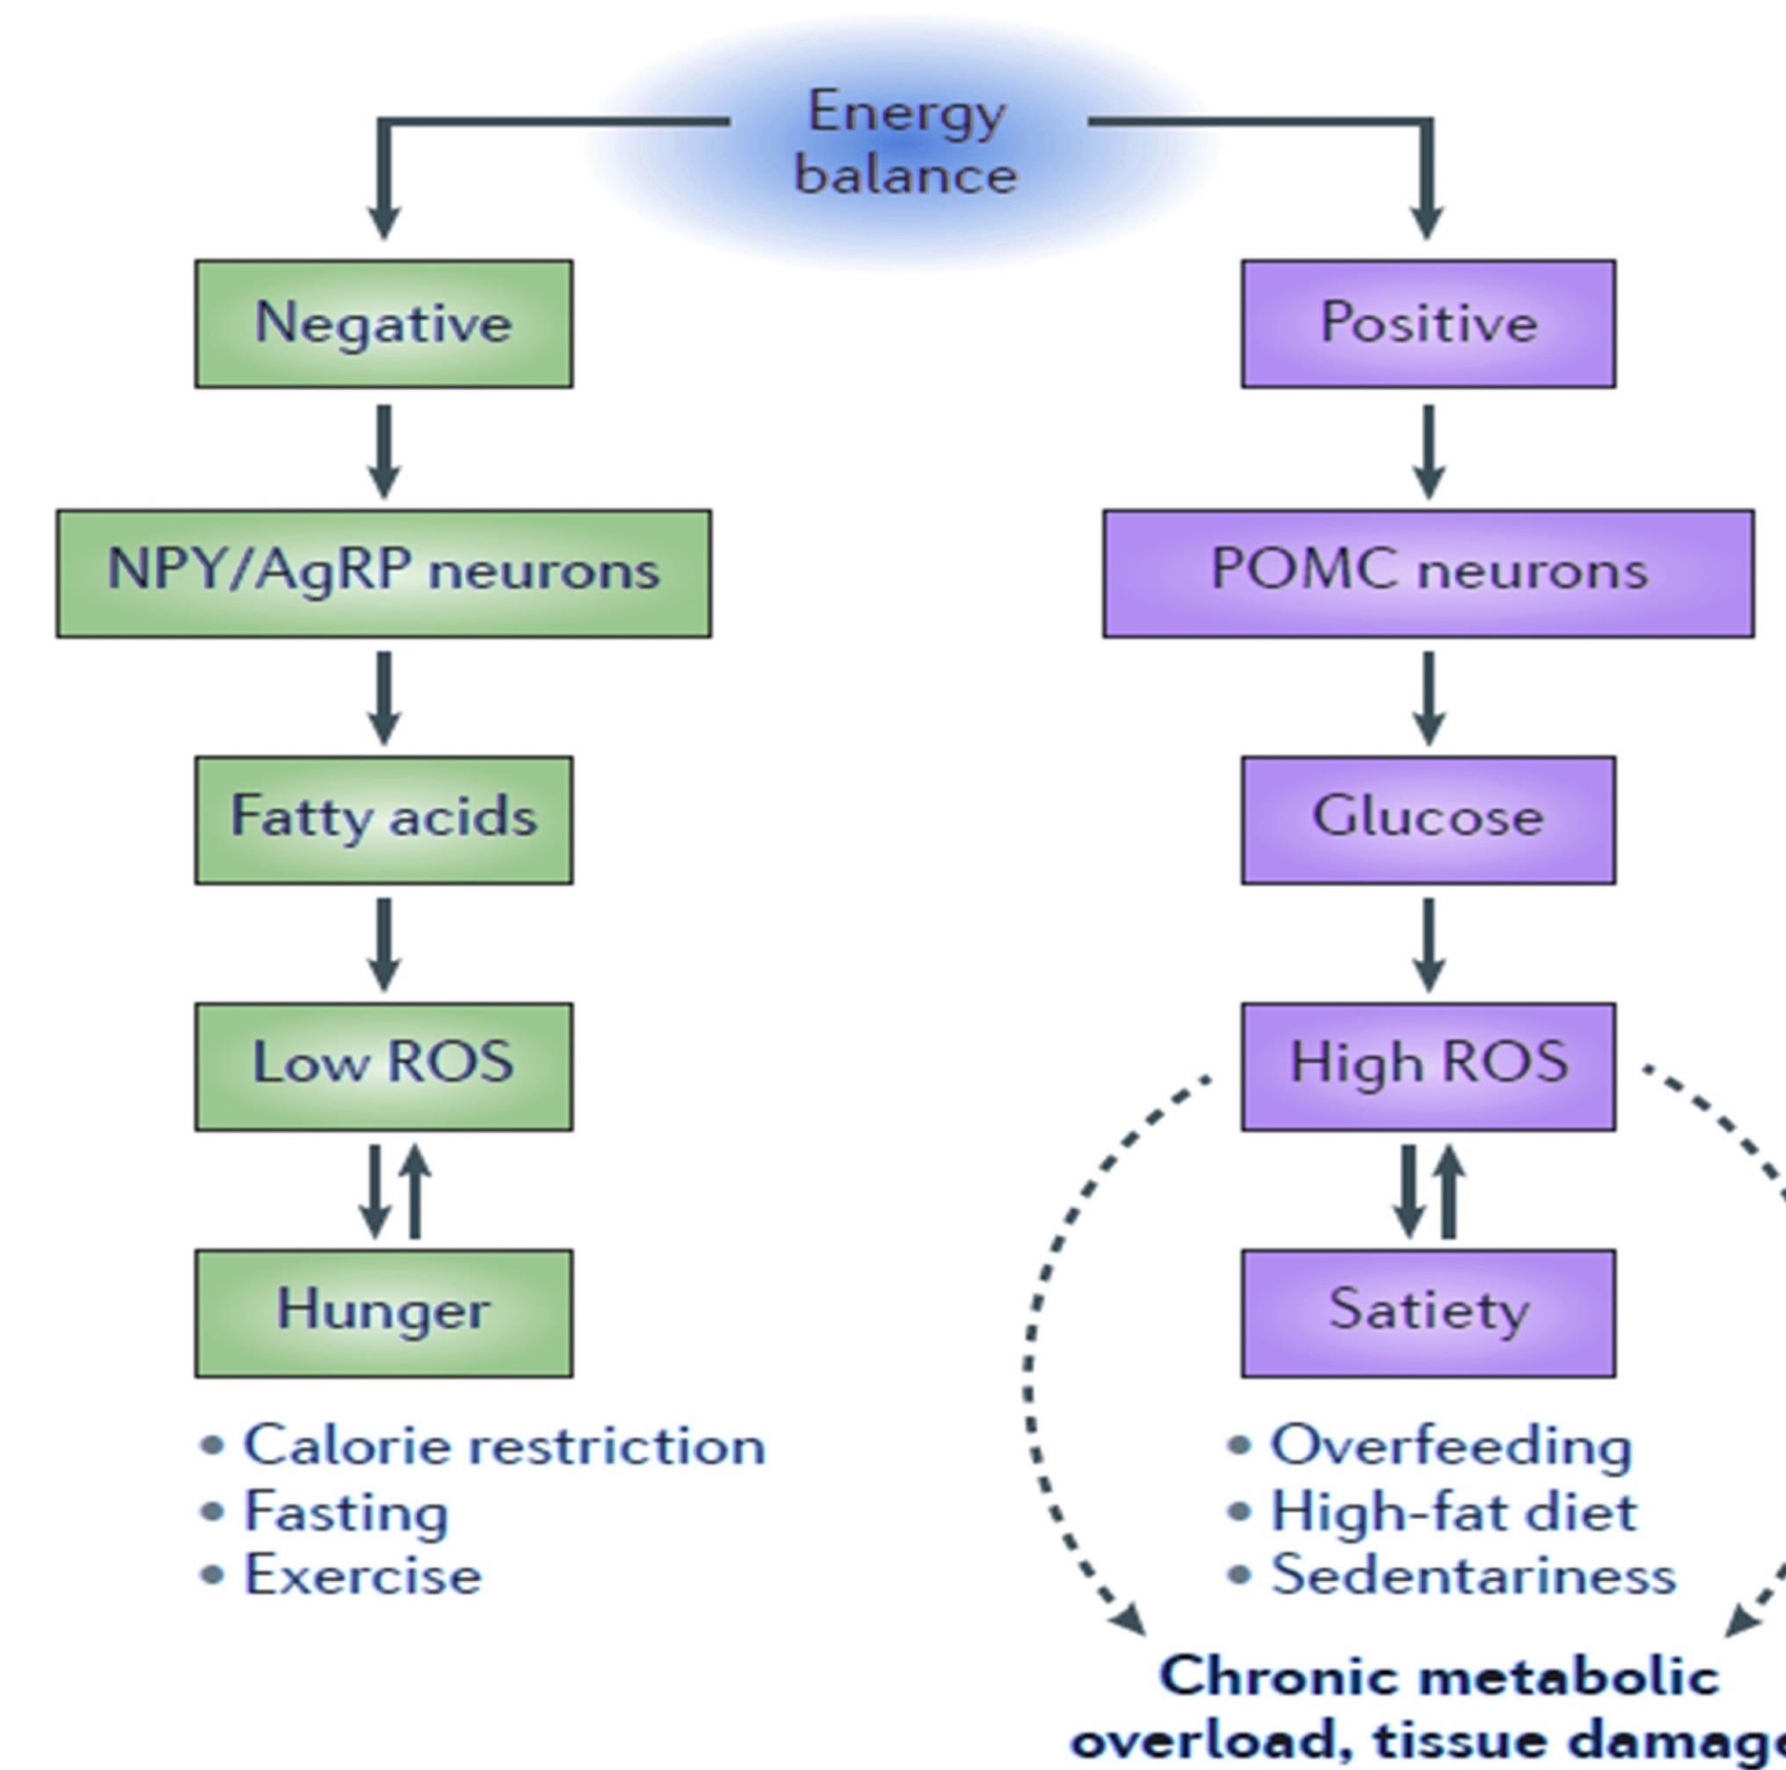 Energy
balance
Negative
Positive
NPY/AgRP neurons
POMC neurons
Fatty acids
Glucose
Low ROS
High ROS
Hunger
Satiety
• Calorie restriction
• Fasting
• Exercise
• Overfeeding
• High-fat diet
• Sedentariness
Chronic metabolic
overload, tissue damage